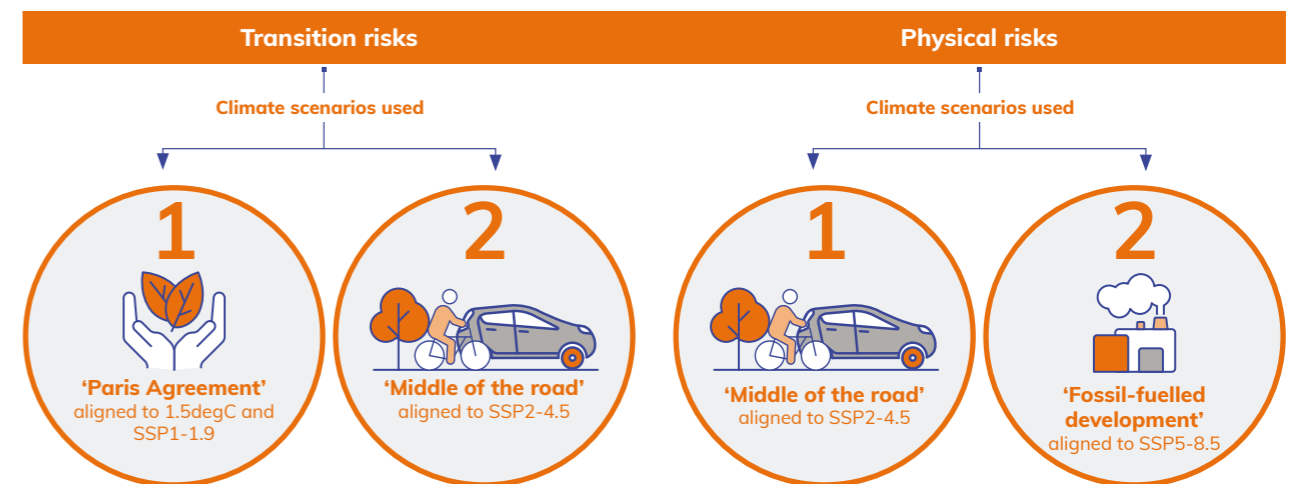 Transition risks
Physical risks
Climate scenarios used
Climate scenarios used
1
‘Paris Agreement’
aligned to 1.5degC and
SSP1-1.9
2
‘Middle of the road’
aligned to SSP2-4.5
1
‘Middle of the road’
aligned to SSP2-4.5
2
‘Fossil-fuelled
development’
aligned to SSP5-8.5